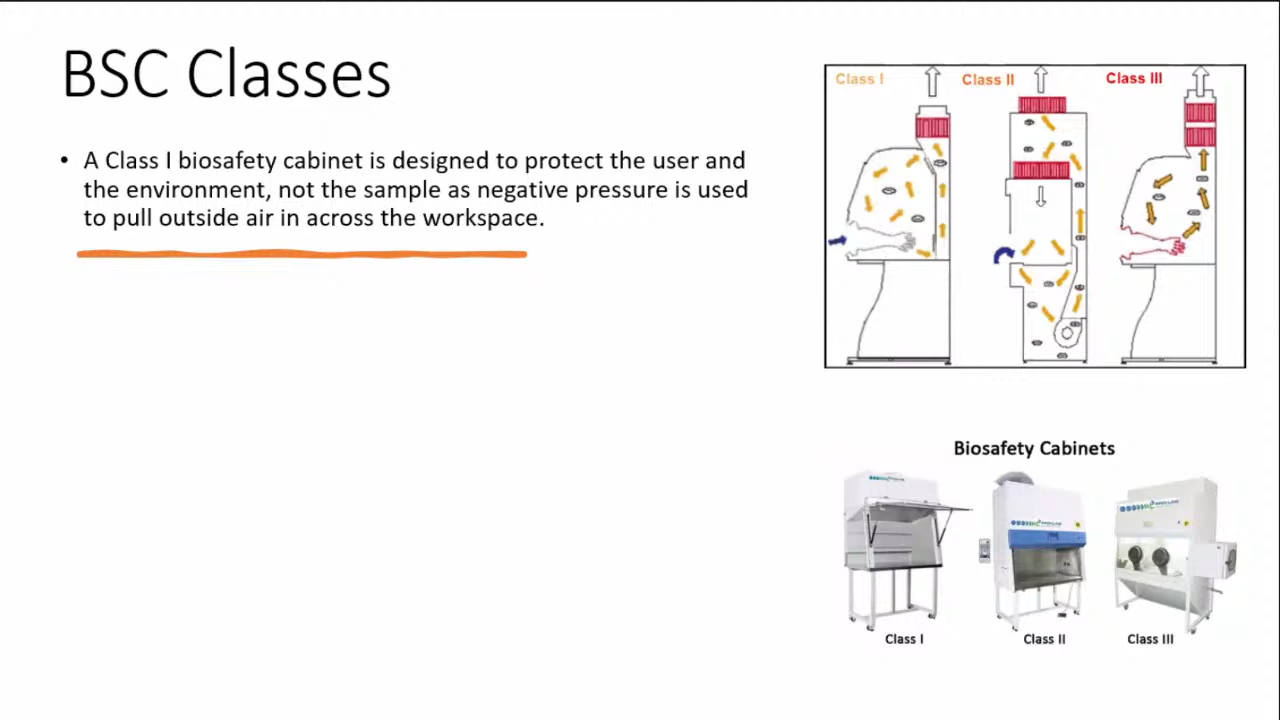 BSC Classes
• A Class I biosafety cabinet is designed to protect the user and
the environment, not the sample as negative pressure is used
to pull outside air in across the workspace.
Class I
Class II
Class III
Biosafety Cabinets
Class I
Class II
Class III